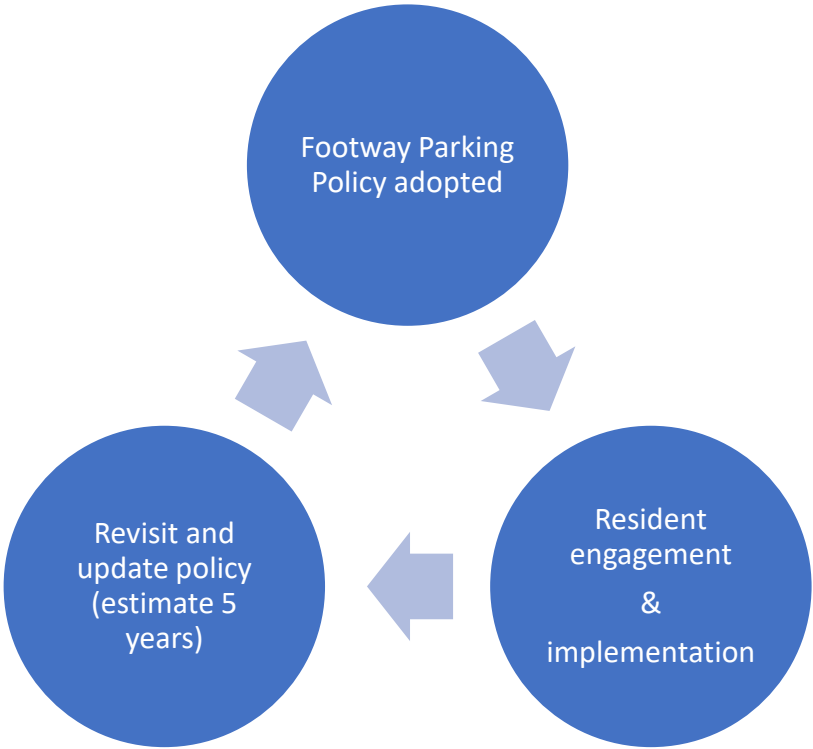 Footway Parking
Policy adopted
Resident
engagement
&
implementation
Revisit and
update policy
(estimate 5
years)